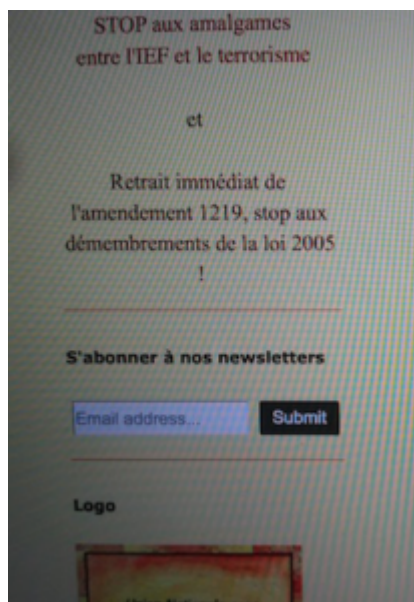 STOP aux amalgames
entre l'IEF et le terrorisme
et
Retrait immédiat de
l'amendement 1219, stop aux
démembrements de la loi 2005
!
S'abonner à nos newsletters
Email address...
Submit
Logo